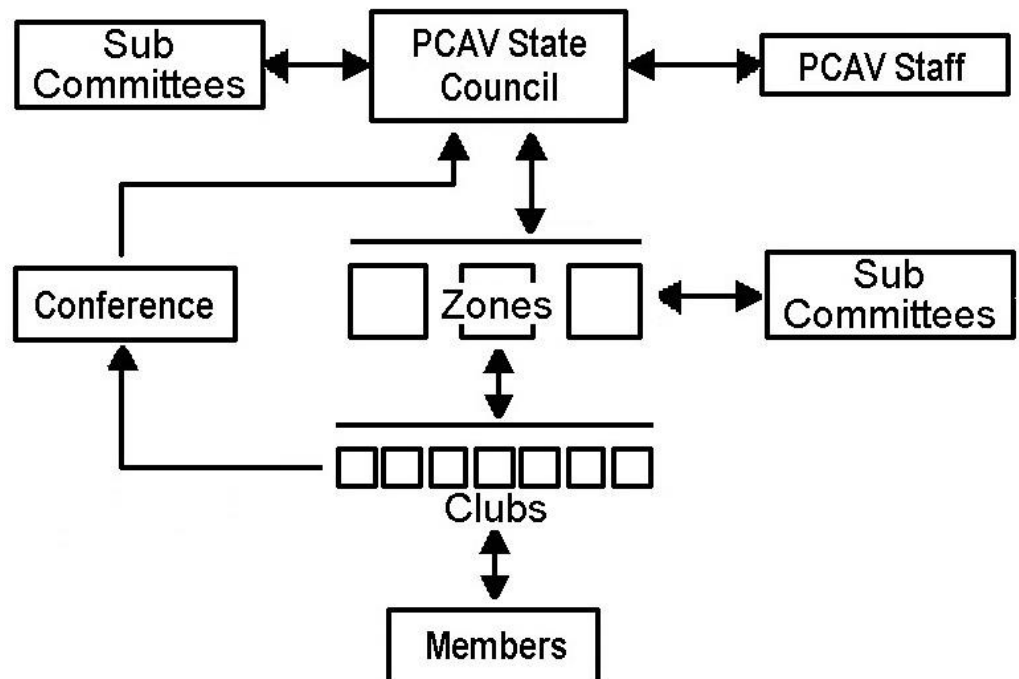 Sub
Committees
PCAV State
Council
PCAV Staff
Conference
Zones
Sub
Committees
Clubs
Members